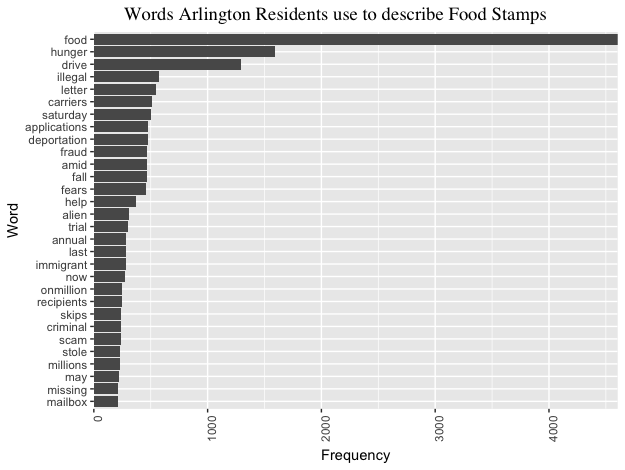 Words Arlington Residents use to describe Food Stamps
food
hunger
drive
illegal
letter
carriers
saturday
applications
deportation
fraud
amid
fall
fears
help
alien
trial
annual
last
immigrant
now
onmillion
recipients
skips
criminal
scam
stole
millions
may
missing
mailbox
Word
0 1000 2000 3000 4000
Frequency